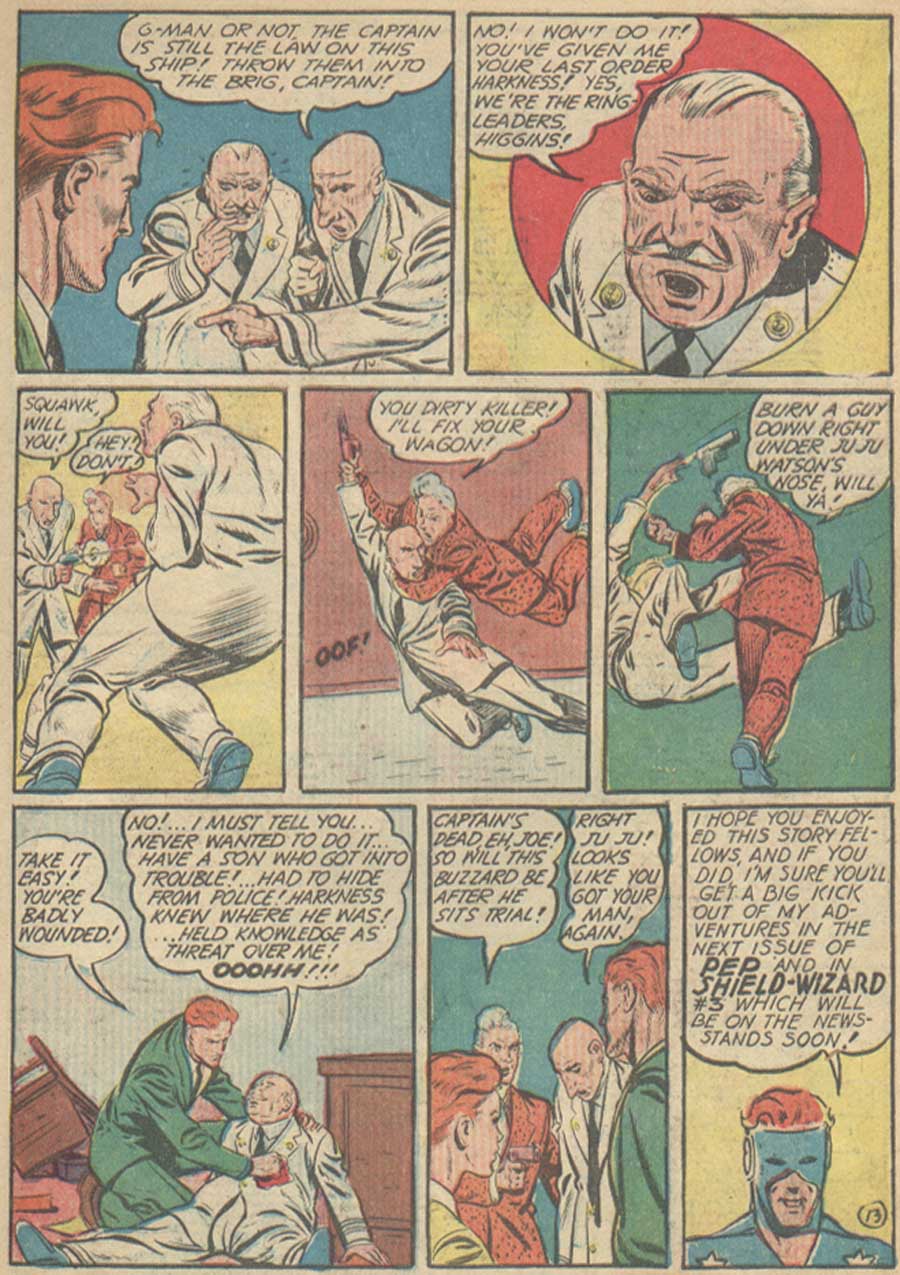 G-MAN OR NOT, THE CAPTAIN
IS STILL THE LAW ON THIS
SHIP! THROW THEM INTO
THE BRIG, CAPTAIN!
NO! I WON'T DO IT!
YOU'VE GIVEN ME
YOUR LAST ORDER
HARKNESS! YES,
WE'RE THE RING-
LEADERS,
HIGGINS!
SQUAWK,
WILL
YOU!
HEY!
DON'T,
YOU DIRTY KILLER!
I'LL FIX YOUR
WAGON!
OOF!
BURN A GUY
DOWN RIGHT
UNDER JU JU
WATSON'S
NOSE, WILL
YA!
TAKE IT
EASY!
YOU'RE
BADLY
WOUNDED!
NO!...I MUST TELL YOU...
NEVER WANTED TO DO IT...
HAVE A SON WHO GOT INTO
TROUBLE!...HAD TO HIDE
FROM POLICE! HARKNESS
KNEW WHERE HE WAS!
...HELD KNOWLEDGE AS
THREAT OVER ME!
OOOHH!!!
CAPTAIN'S
DEAD EH, JOE!
SO WILL THIS
BUZZARD BE
AFTER HE
SITS TRIAL!
RIGHT
JU JU!
LOOKS
LIKE YOU
GOT YOUR
MAN,
AGAIN.
I HOPE YOU ENJOY-
ED THIS STORY FEL-
LOWS, AND IF YOU
DID I'M SURE YOU'LL
GET A BIG KICK
OUT OF MY AD-
VENTURES IN THE
NEXT ISSUE OF
PEP AND IN
SHIELD-WIZARD
#3 WHICH WILL
BE ON THE NEWS-
STANDS SOON!
13